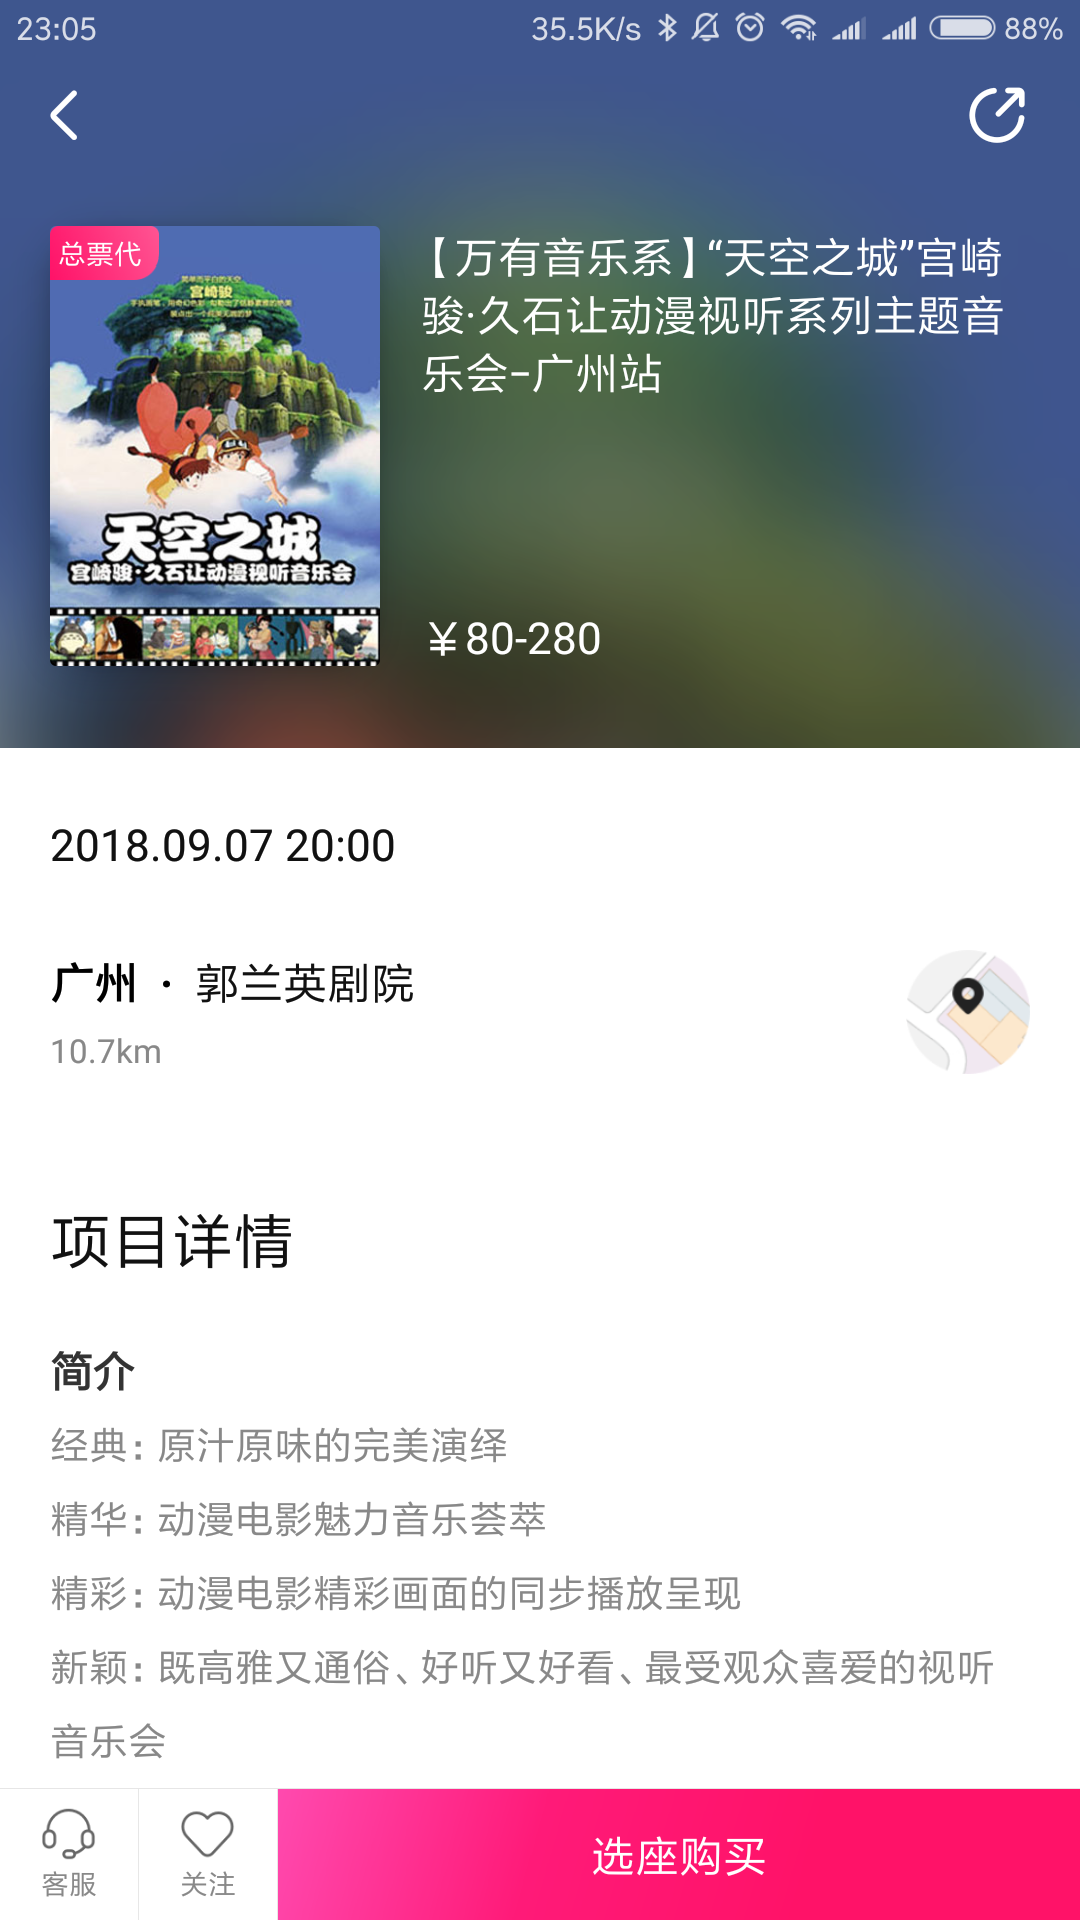 23:05
35.5K/s
88%
总票代
宫崎骏
天空之城
宫崎骏·久石让动漫视听音乐会
【万有音乐系】“天空之城”宫崎
骏·久石让动漫视听系列主题音
乐会-广州站
￥80-280
2018.09.07 20:00
广州 · 郭兰英剧院
10.7km
项目详情
简介
经典：原汁原味的完美演绎
精华：动漫电影魅力音乐荟萃
精彩：动漫电影精彩画面的同步播放呈现
新颖：既高雅又通俗、好听又好看、最受观众喜爱的视听
音乐会
客服
关注
选座购买